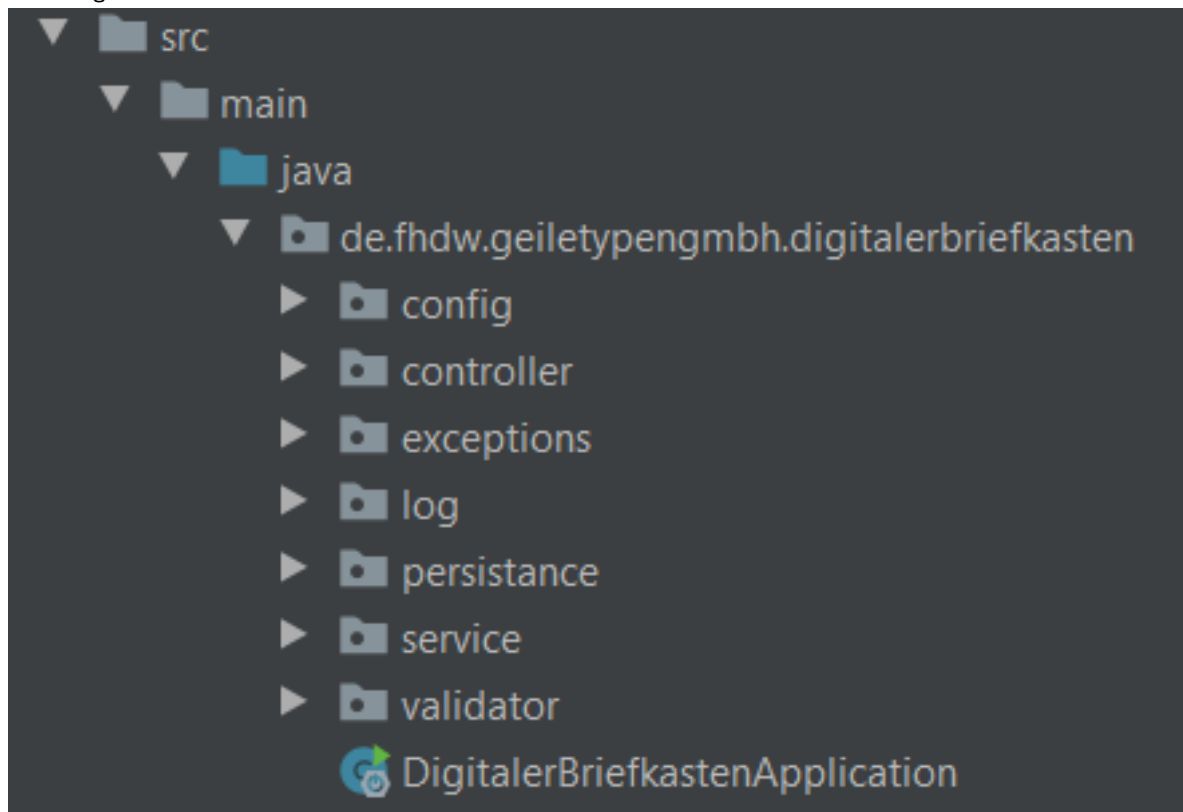 src
main
java
de.fhdw.geiletypengmbh.digitalerbriefkasten
config
controller
exceptions
log
persistance
service
validator
DigitalerBriefkastenApplication